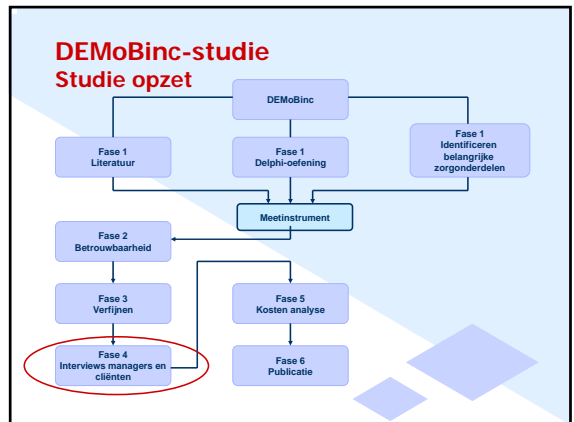 DEMoBinc-studie
Studie opzet
DEMoBinc
Fase 1
Literatuur
Fase 1
Delphi-oefening
Fase 1
Identificeren
belangrijke
zorgonderdelen
Meetinstrument
Fase 2
Betrouwbaarheid
Fase 3
Verfijnen
Fase 4
Interviews managers en
cliënten
Fase 5
Kosten analyse
Fase 6
Publicatie